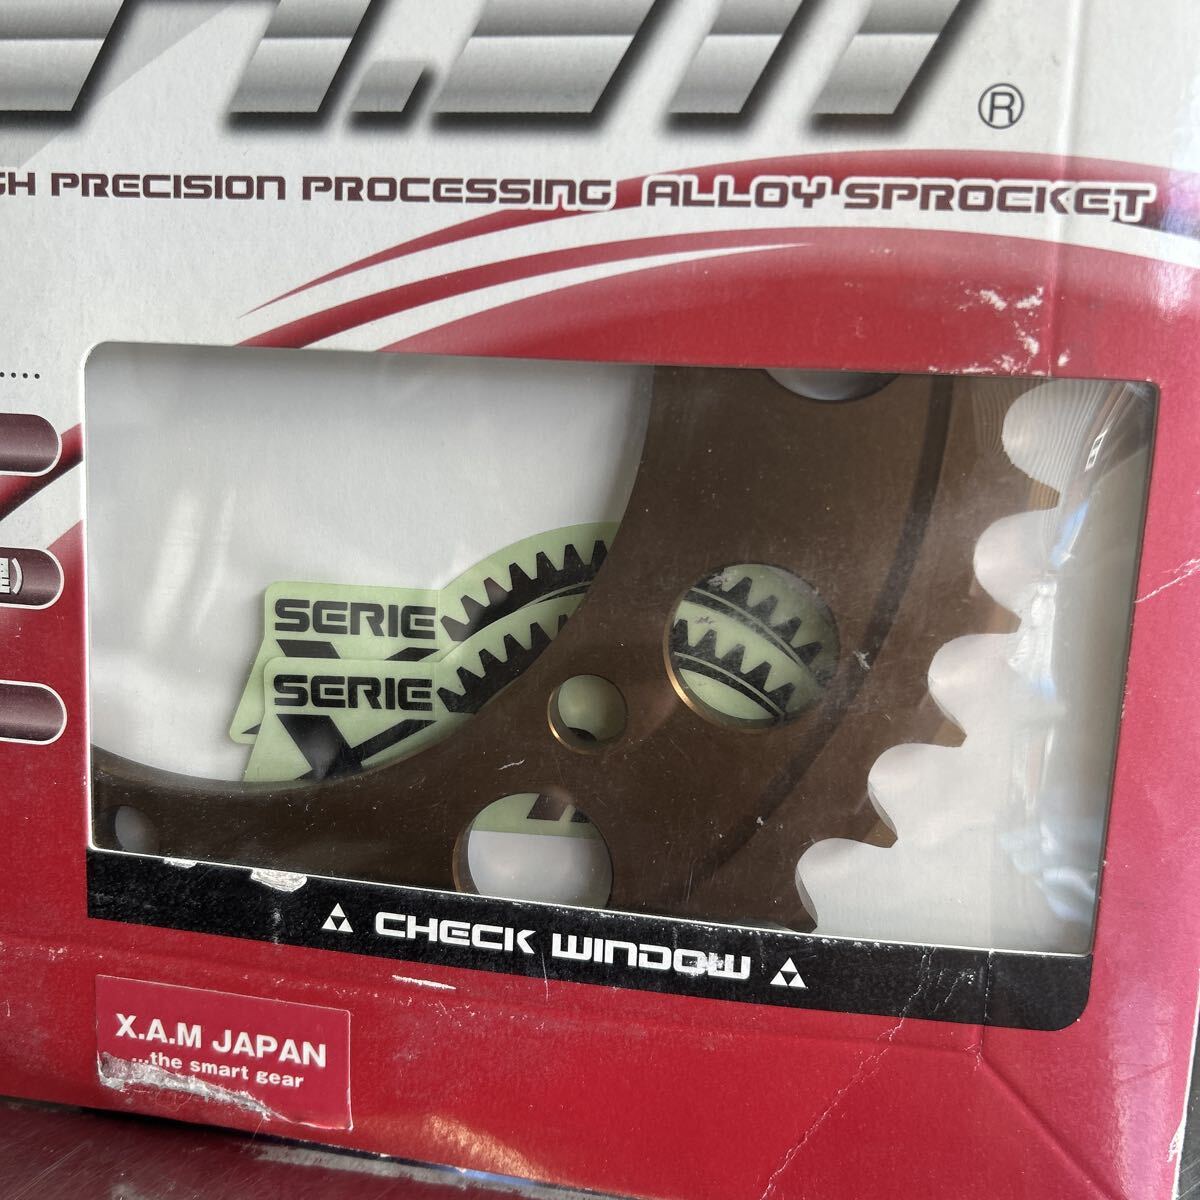 ®
GH PRECISION PROCESSING ALLOY SPROCKET
SERIE
SERIE
CHECK WINDOW
X.A.M JAPAN
...the smart gear